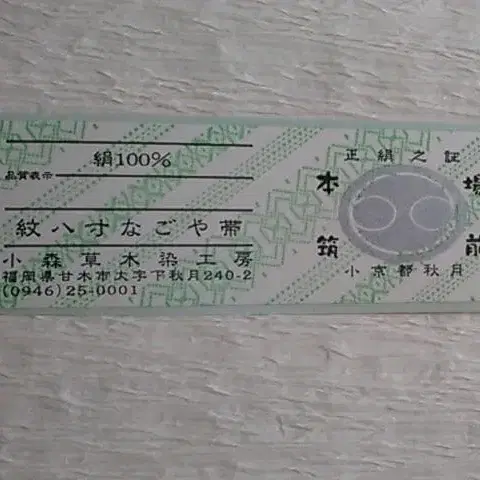 絹100%
品質表示
紋八寸なごや帯
小森草木染工房
福岡県甘木市大字下秋月240-2
(0946)25-0001
正絹之証
本場
筑前
小京都秋月